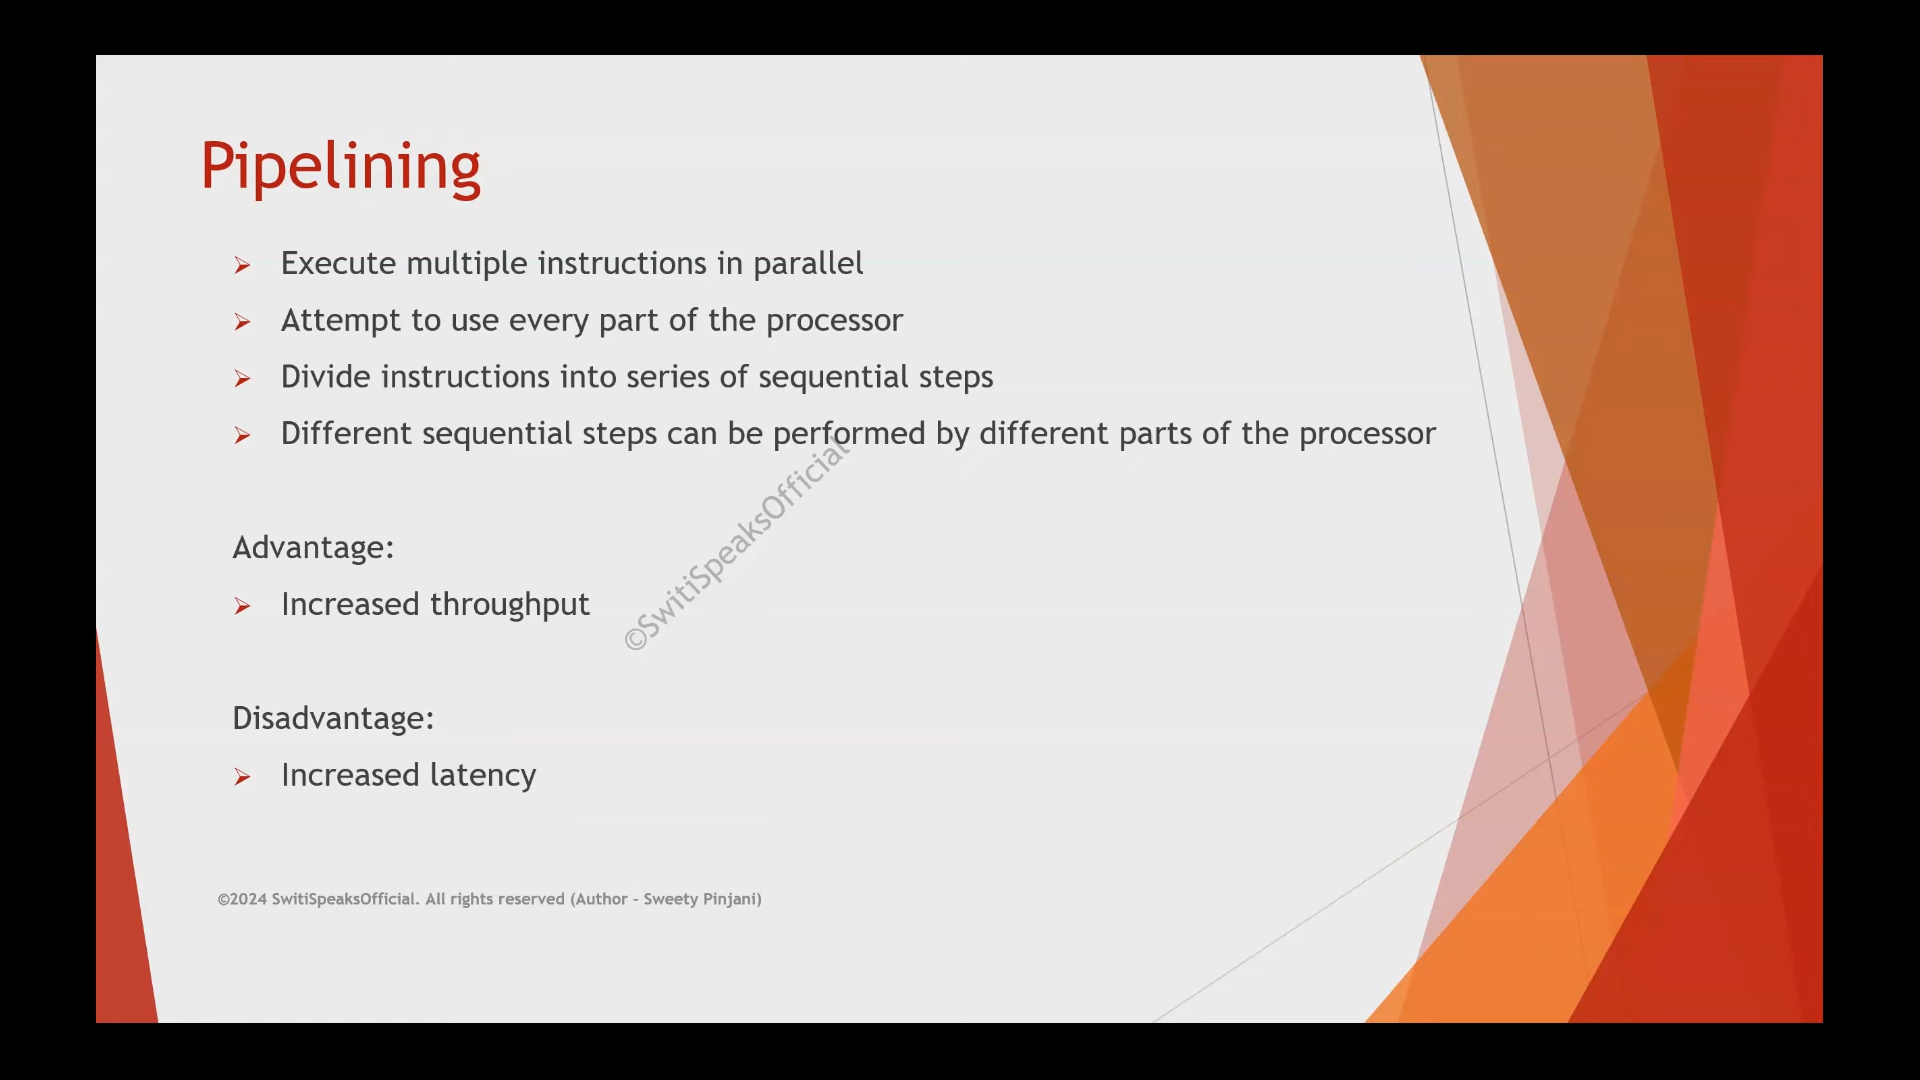 Pipelining
Execute multiple instructions in parallel
Attempt to use every part of the processor
Divide instructions into series of sequential steps
Different sequential steps can be performed by different parts of the processor
©SwitiSpeaksOfficial
Advantage:
Increased throughput
Disadvantage:
Increased latency
©2024 SwitiSpeaksOfficial. All rights reserved (Author - Sweety Pinjani)